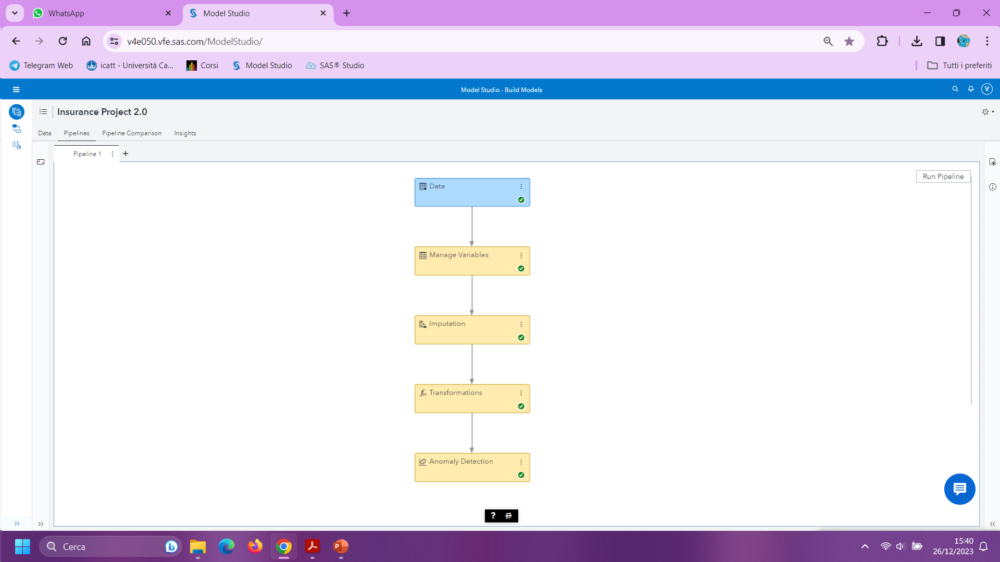 WhatsApp
Model Studio
v4e050.vfe.sas.com/ModelStudio/
Telegram Web
icatt - Università Ca...
Corsi
Model Studio
SAS® Studio
Tutti i preferiti
Model Studio - Build Models
V
Insurance Project 2.0
Data
Pipelines
Pipeline Comparison
Insights
Pipeline 1
Run Pipeline
Data
Manage Variables
Imputation
Transformations
Anomaly Detection
?
Cerca
15:40
26/12/2023